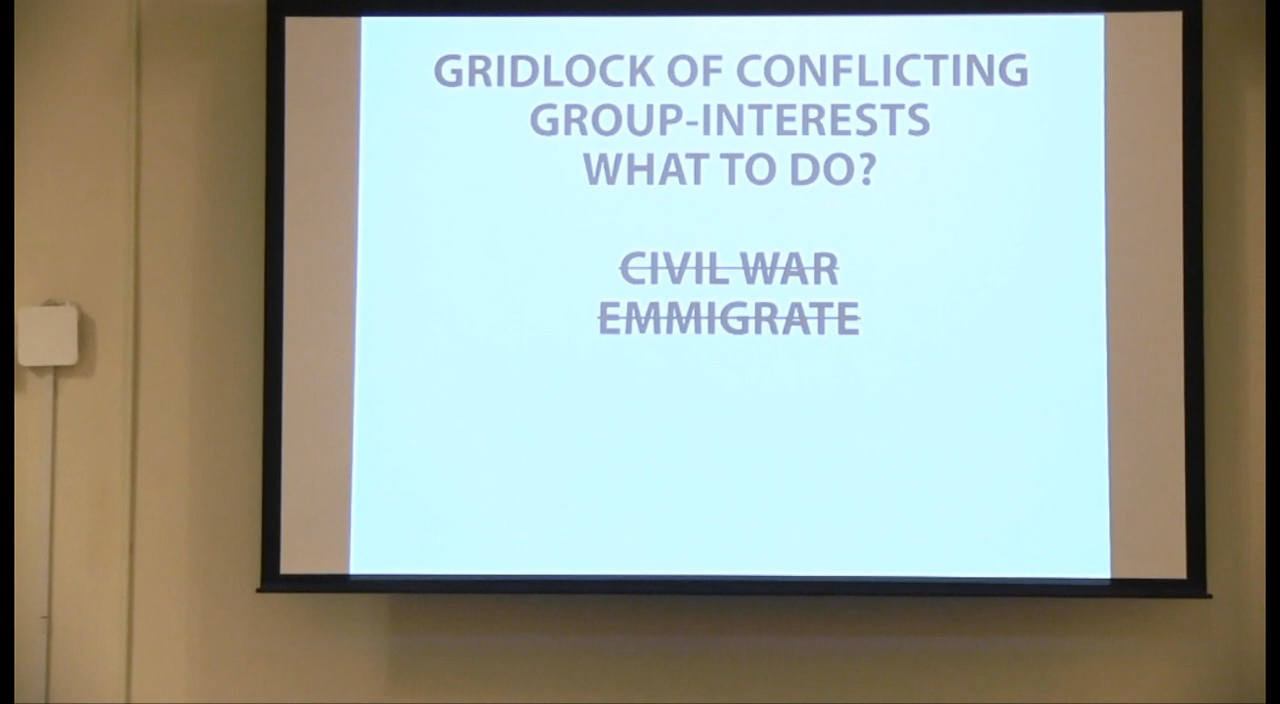 GRIDLOCK OF CONFLICTING
GROUP-INTERESTS
WHAT TO DO?
CIVIL WAR
EMMIGRATE